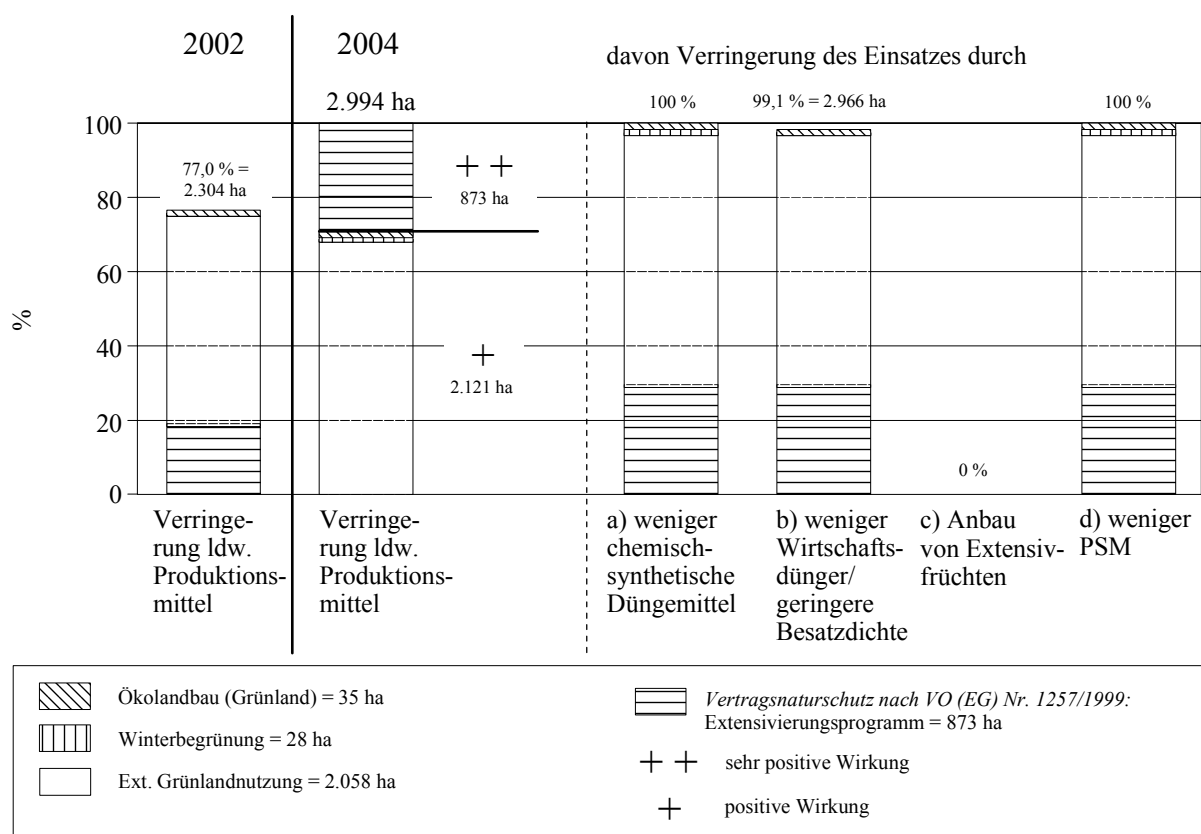 2002
2004
davon Verringerung des Einsatzes durch
2.994 ha
100 %
99,1 % = 2.966 ha
100 %
%
100
80
60
40
20
0
77,0 % =
2.304 ha
+ +
873 ha
+
2.121 ha
0 %
Verringe-
rung ldw.
Produktions-
mittel
Verringe-
rung ldw.
Produktions-
mittel
a) weniger
chemisch-
synthetische
Düngemittel
b) weniger
Wirtschafts-
dünger/
geringere
Besatzdichte
c) Anbau
von Extensiv-
früchten
d) weniger
PSM
Ökolandbau (Grünland) = 35 ha
Winterbegrünung = 28 ha
Ext. Grünlandnutzung = 2.058 ha
Vertragsnaturschutz nach VO (EG) Nr. 1257/1999:
Extensivierungsprogramm = 873 ha
+ + sehr positive Wirkung
+ positive Wirkung